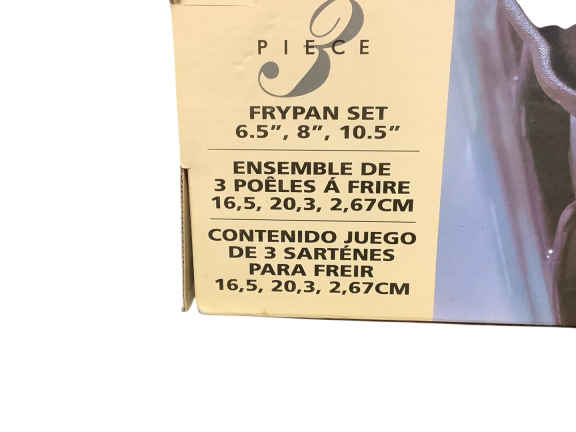 3
PIECE
FRYPAN SET
6.5”, 8”, 10.5”
ENSEMBLE DE
3 POÊLES Á FRIRE
16,5, 20,3, 2,67CM
CONTENIDO JUEGO
DE 3 SARTÉNES
PARA FREIR
16,5, 20,3, 2,67CM